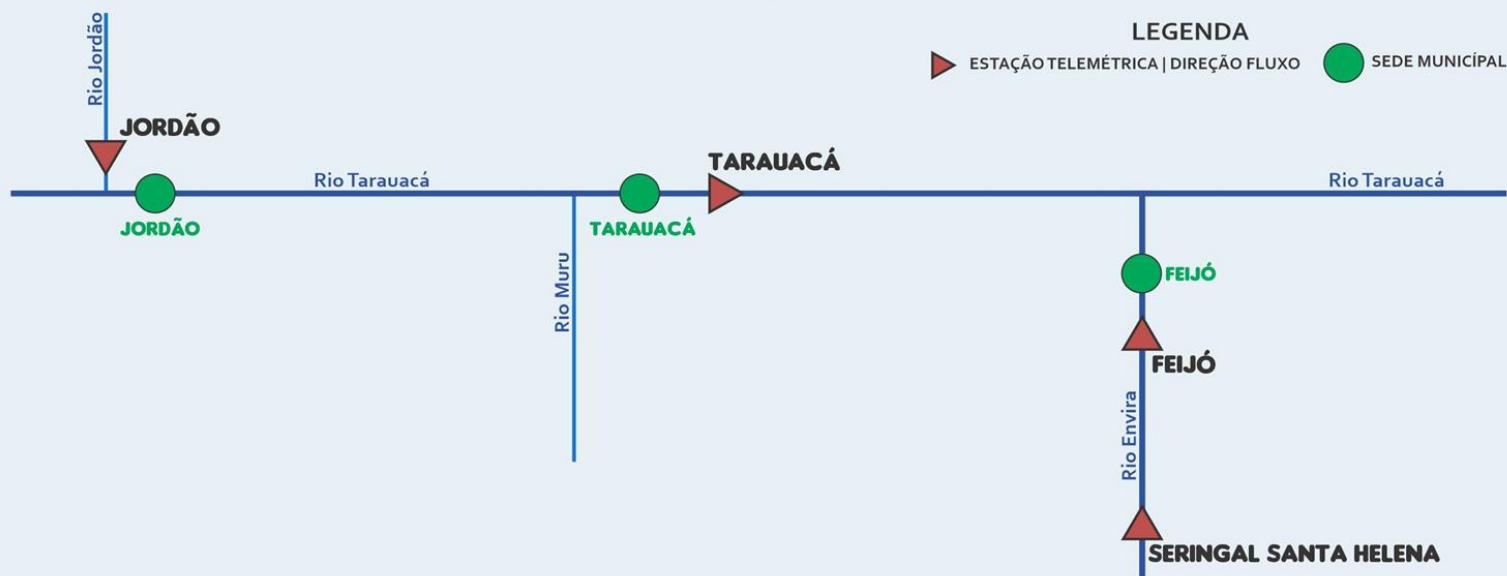 LEGENDA
ESTAÇÃO TELEMÉTRICA | DIREÇÃO FLUXO
SEDE MUNICÍPAL
Rio Jordão
JORDÃO
TARAUACÁ
Rio Tarauacá
Rio Tarauacá
JORDÃO
TARAUACÁ
Rio Muru
FEIJÓ
FEIJÓ
Rio Envira
SERINGAL SANTA HELENA